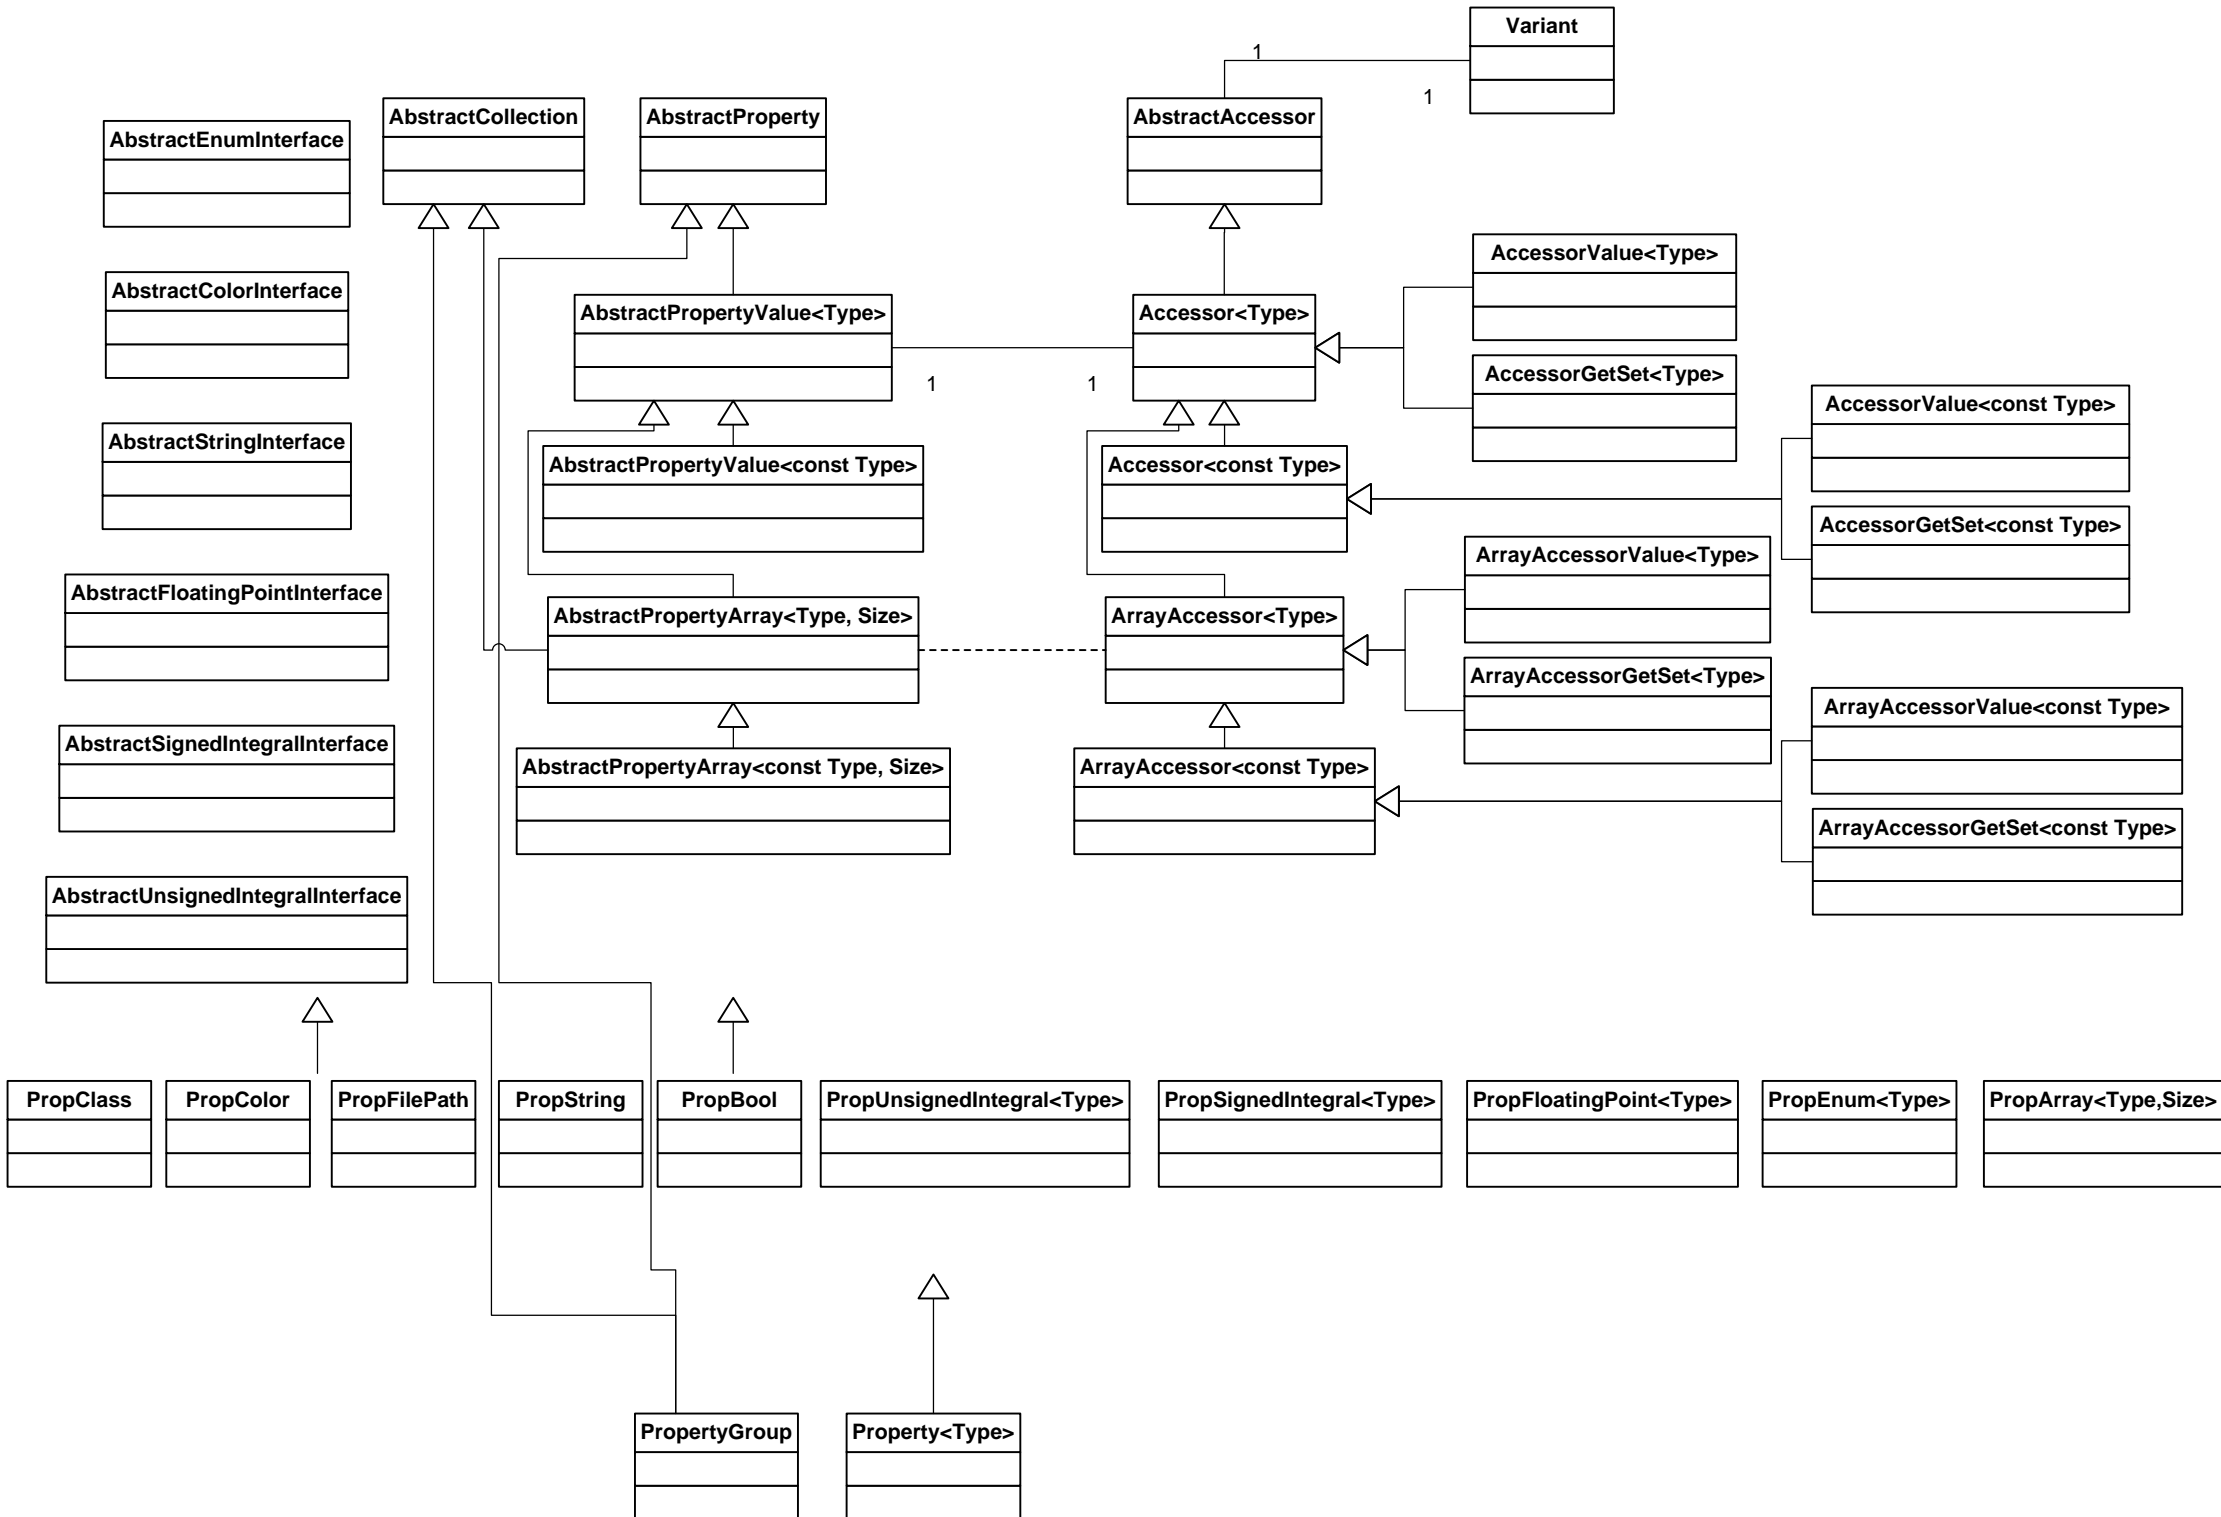 Variant
1
1
AbstractCollection
AbstractProperty
AbstractAccessor
AbstractEnumInterface
AccessorValue<Type>
AbstractColorInterface
AbstractPropertyValue<Type>
Accessor<Type>
1
1
AccessorGetSet<Type>
AccessorValue<const Type>
AbstractStringInterface
AbstractPropertyValue<const Type>
Accessor<const Type>
AccessorGetSet<const Type>
ArrayAccessorValue<Type>
AbstractFloatingPointInterface
AbstractPropertyArray<Type, Size>
ArrayAccessor<Type>
ArrayAccessorGetSet<Type>
ArrayAccessorValue<const Type>
AbstractSignedIntegralInterface
AbstractPropertyArray<const Type, Size>
ArrayAccessor<const Type>
ArrayAccessorGetSet<const Type>
AbstractUnsignedIntegralInterface
PropClass
PropColor
PropFilePath
PropString
PropBool
PropUnsignedIntegral<Type>
PropSignedIntegral<Type>
PropFloatingPoint<Type>
PropEnum<Type>
PropArray<Type,Size>
PropertyGroup
Property<Type>